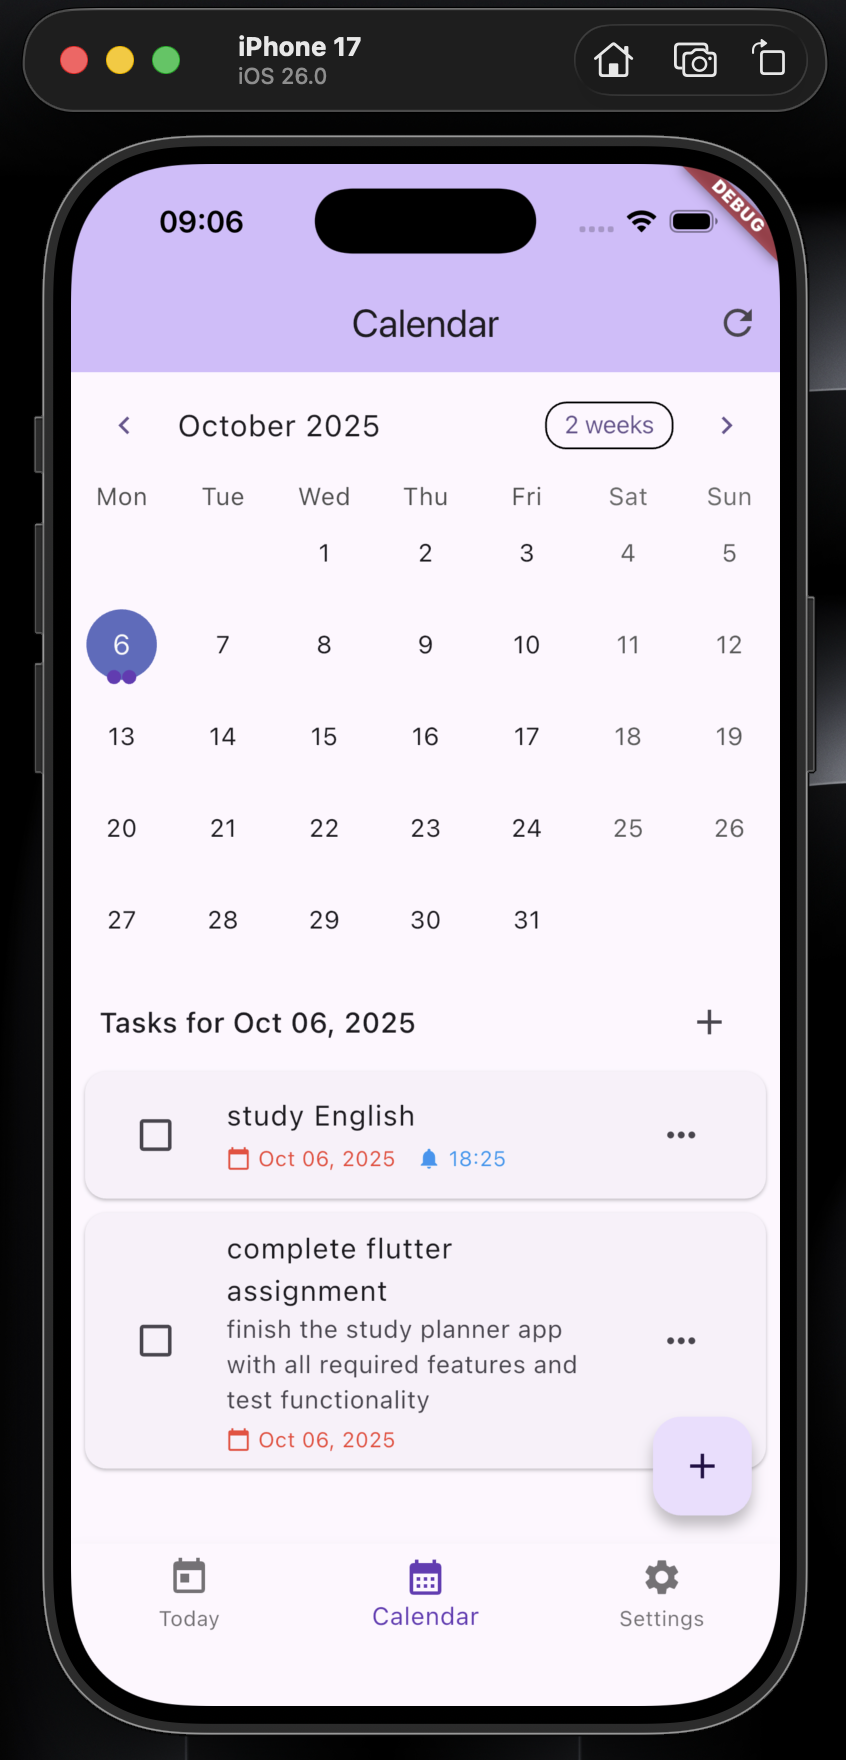 iPhone 17
iOS 26.0
09:06
DEBUG
Calendar
October 2025
2 weeks
Mon Tue Wed Thu Fri Sat Sun
1 2 3 4 5
6 7 8 9 10 11 12
13 14 15 16 17 18 19
20 21 22 23 24 25 26
27 28 29 30 31
Tasks for Oct 06, 2025
study English
Oct 06, 2025 18:25
complete flutter
assignment
finish the study planner app
with all required features and
test functionality
Oct 06, 2025
Today Calendar Settings